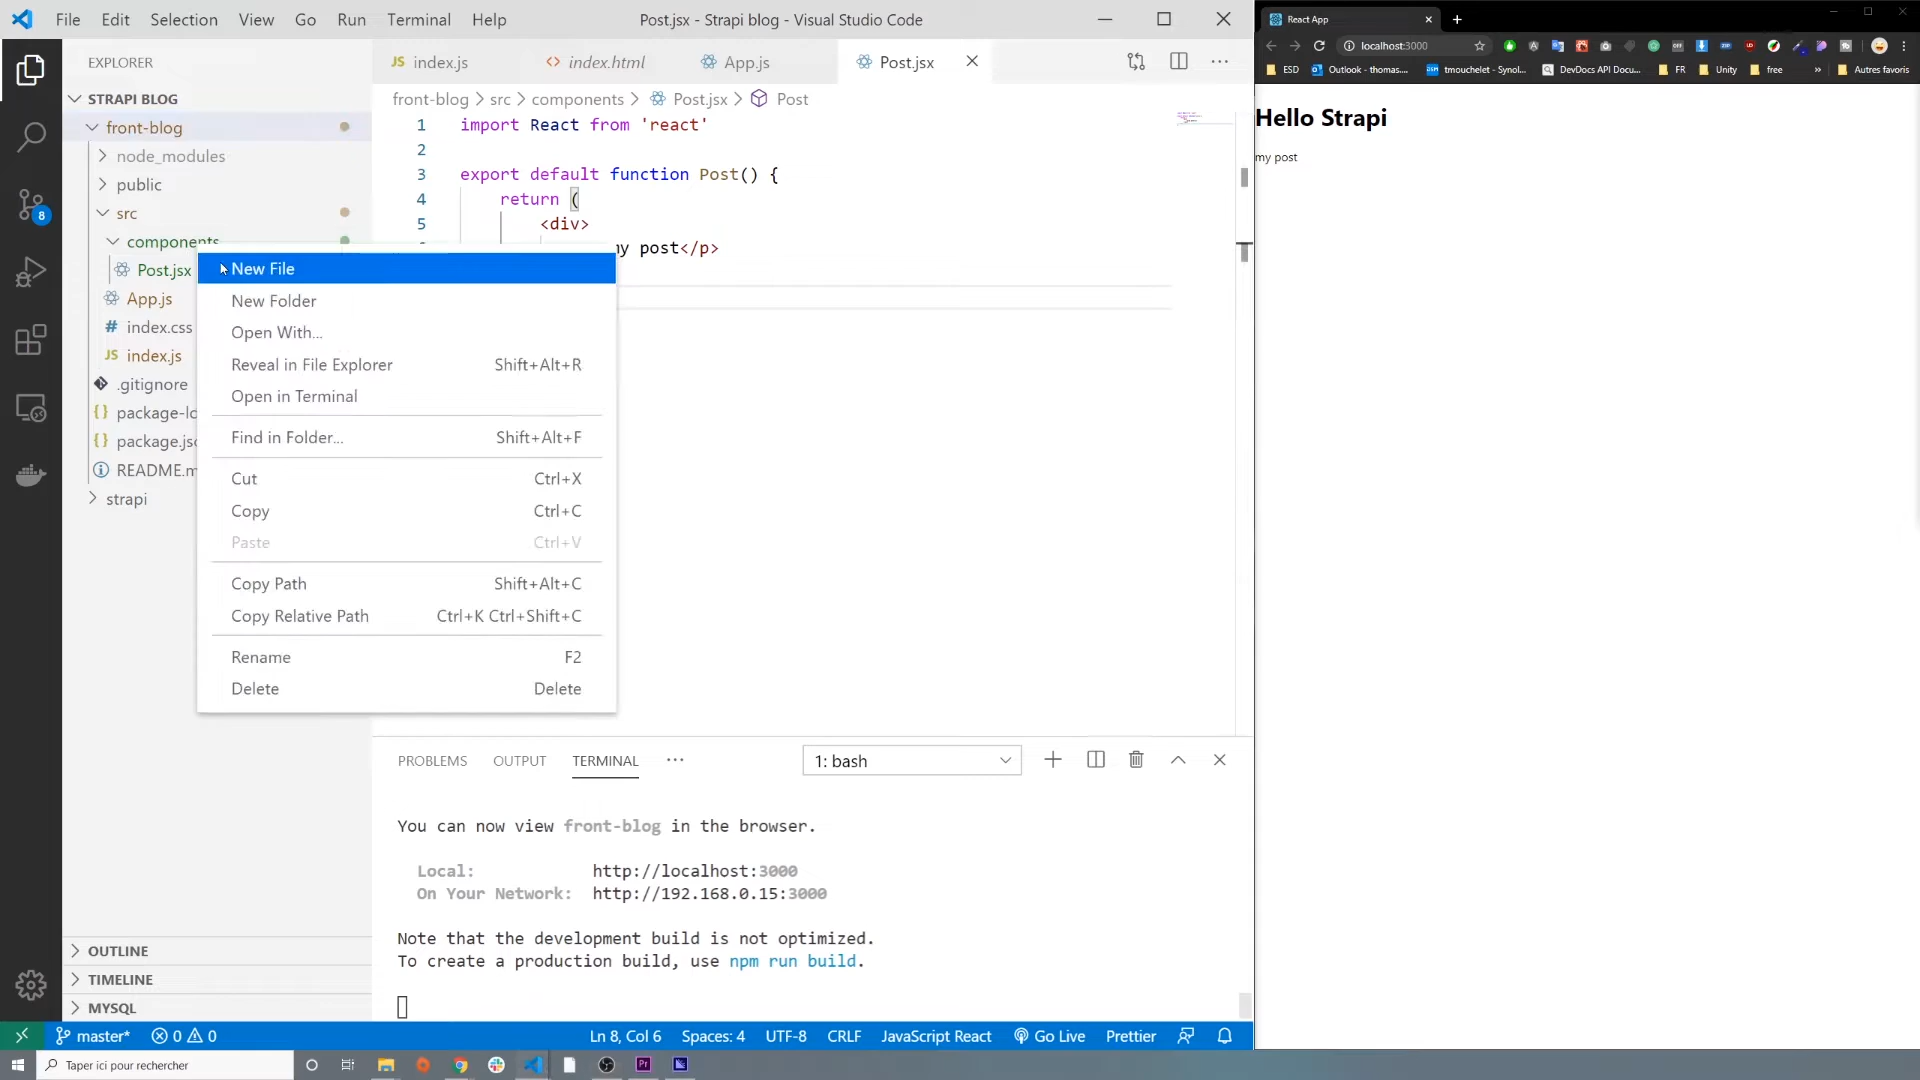 File Edit Selection View Go Run Terminal Help
Post.jsx - Strapi blog - Visual Studio Code
EXPLORER
STRAPI BLOG
front-blog
node_modules
public
src
components
Post.jsx
App.js
index.css
index.js
.gitignore
package-lo
package.jso
README.m
strapi
OUTLINE
TIMELINE
MYSQL
8
JS index.js
<> index.html
App.js
Post.jsx
front-blog > src > components > Post.jsx > Post
1 import React from 'react'
2
3 export default function Post() {
4 return (
5 <div>
my post</p>
New File
New Folder
Open With...
Reveal in File Explorer Shift+Alt+R
Open in Terminal
Find in Folder... Shift+Alt+F
Cut Ctrl+X
Copy Ctrl+C
Paste Ctrl+V
Copy Path Shift+Alt+C
Copy Relative Path Ctrl+K Ctrl+Shift+C
Rename F2
Delete Delete
PROBLEMS OUTPUT TERMINAL ...
1: bash
You can now view front-blog in the browser.
Local: http://localhost:3000
On Your Network: http://192.168.0.15:3000
Note that the development build is not optimized.
To create a production build, use npm run build.
master* 0 0
Ln 8, Col 6 Spaces: 4 UTF-8 CRLF JavaScript React Go Live Prettier
Taper ici pour rechercher
React App
localhost:3000
ESD Outlook - thomas.... tmouchelet - Synol... DevDocs API Docu... FR Unity free » Autres favoris
Hello Strapi
my post